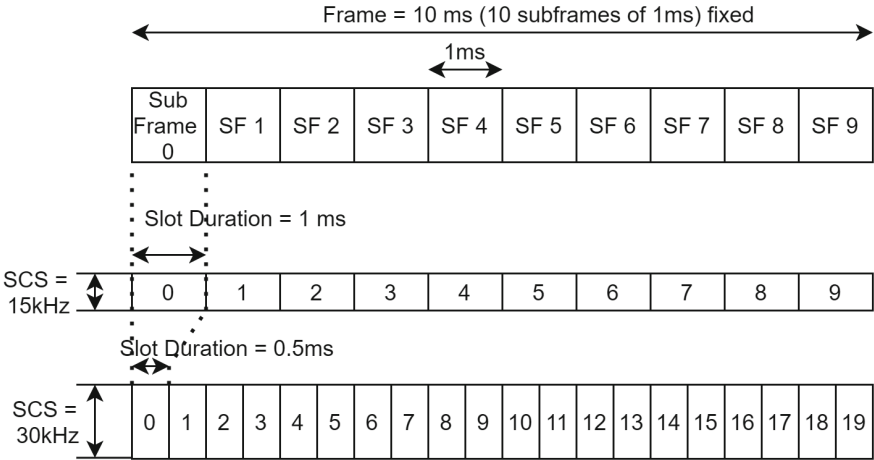 Frame = 10 ms (10 subframes of 1ms) fixed
1ms
Sub
Frame
0
SF 1 SF 2 SF 3 SF 4 SF 5 SF 6 SF 7 SF 8 SF 9
Slot Duration = 1 ms
SCS =
15kHz
0 1 2 3 4 5 6 7 8 9
Slot Duration = 0.5ms
SCS =
30kHz
0 1 2 3 4 5 6 7 8 9 10 11 12 13 14 15 16 17 18 19